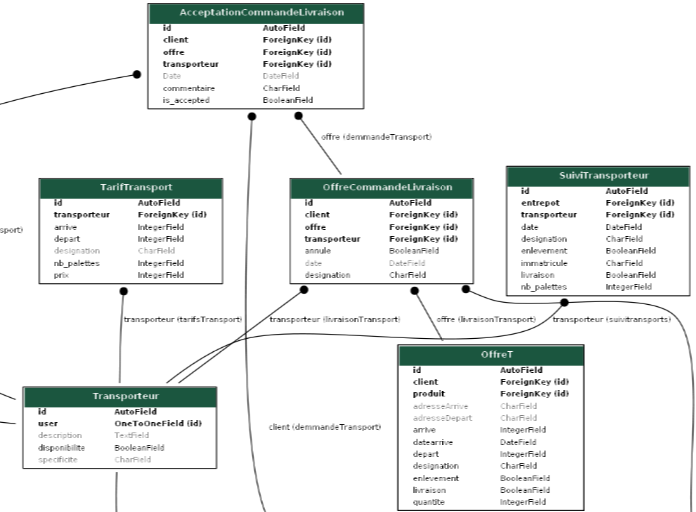 AcceptationCommandeLivraison
id AutoField
client ForeignKey (id)
offre ForeignKey (id)
transporteur ForeignKey (id)
Date DateField
commentaire CharField
is_accepted BooleanField
offre (demmandeTransport)
TarifTransport
id AutoField
transporteur ForeignKey (id)
arrive IntegerField
depart IntegerField
designation CharField
nb_palettes IntegerField
prix IntegerField
OffreCommandeLivraison
id AutoField
client ForeignKey (id)
offre ForeignKey (id)
transporteur ForeignKey (id)
annule BooleanField
date DateField
designation CharField
SuiviTransporteur
id AutoField
entrepot ForeignKey (id)
transporteur ForeignKey (id)
date DateField
designation CharField
enlevement BooleanField
immatricule CharField
livraison BooleanField
nb_palettes IntegerField
sport)
transporteur (tarifsTransport)
transporteur (livraisonTransport)
offre (livraisonTransport)
transporteur (suivitransports)
Transporteur
id AutoField
user OneToOneField (id)
description TextField
disponibilite BooleanField
specificite CharField
client (demmandeTransport)
OffreT
id AutoField
client ForeignKey (id)
produit ForeignKey (id)
adresseArrive CharField
adresseDepart CharField
arrive IntegerField
datearrive DateField
depart IntegerField
designation CharField
enlevement BooleanField
livraison BooleanField
quantite IntegerField